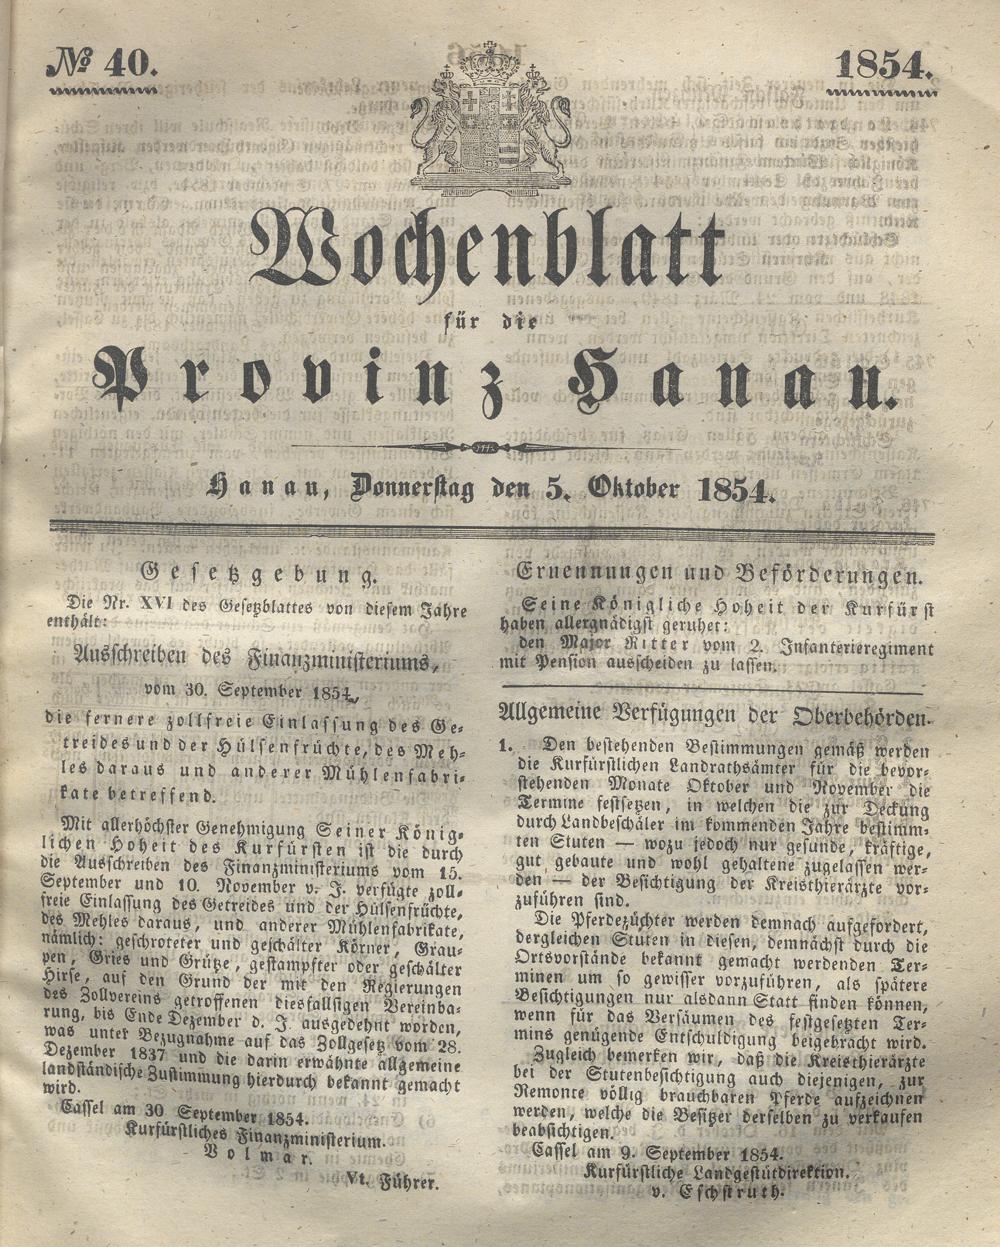 № 40.
1854.
Wochenblatt
für die
Provinz Hanau.
Hanau, Donnerstag den 5. Oktober 1854.
Gesetzgebung.
Die Nr. XVI des Gesetzblattes von diesem Jahre
enthält:
Ausschreiben des Finanzministeriums,
vom 30. September 1854,
die fernere zollfreie Einlassung des Ge-
treides und der Hülsenfrüchte, des Meh-
les daraus und anderer Mühlenfabri-
kate betreffend.
Mit allerhöchster Genehmigung Seiner König-
lichen Hoheit des Kurfürsten ist die durch
die Ausschreiben des Finanzministeriums vom 15.
September und 10. November v. J. verfügte zoll-
freie Einlassung des Getreides und der Hülsenfrüchte,
des Mehles daraus, und anderer Mühlenfabrikate,
nämlich: geschroteter und geschälter Körner, Grau-
pen, Gries und Grütze, gestampfter oder geschälter
Hirse, auf den Grund der mit den Regierungen
des Zollvereins getroffenen diesfallsigen Vereinba-
rung, bis Ende Dezember d. J. ausgedehnt worden,
was unter Bezugnahme auf das Zollgesetz vom 28.
Dezember 1837 und die darin erwähnte allgemeine
landständische Zustimmung hierdurch bekannt gemacht
wird.
Cassel am 30 September 1854.
Kurfürstliches Finanzministerium.
Volmar.
Vt. Führer.
Ernennungen und Beförderungen.
Seine Königliche Hoheit der Kurfürst
haben allergnädigst geruhet:
den Major Ritter vom 2. Infanterieregiment
mit Pension ausscheiden zu lassen.
Allgemeine Verfügungen der Oberbehörden.
1. Den bestehenden Bestimmungen gemäß werden
die Kurfürstlichen Landrathsämter für die bevor-
stehenden Monate Oktober und November die
Termine festsetzen, in welchen die zur Deckung
durch Landbeschäler im kommenden Jahre bestimm-
ten Stuten — wozu jedoch nur gesunde, kräftige,
gut gebaute und wohl gehaltene zugelassen wer-
den — der Besichtigung der Kreisthierärzte vor-
zuführen sind.
Die Pferdezüchter werden demnach aufgefordert,
dergleichen Stuten in diesen, demnächst durch die
Ortsvorstände bekannt gemacht werdenden Ter-
minen um so gewisser vorzuführen, als spätere
Besichtigungen nur alsdann Statt finden können,
wenn für das Versäumen des festgesetzten Ter-
mins genügende Entschuldigung beigebracht wird.
Zugleich bemerken wir, daß die Kreisthierärzte
bei der Stutenbesichtigung auch diejenigen, zur
Remonte völlig brauchbaren Pferde aufzeichnen
werden, welche die Besitzer derselben zu verkaufen
beabsichtigen.
Cassel am 9. September 1854.
Kurfürstliche Landgestütdirektion.
v. Eschstruth.